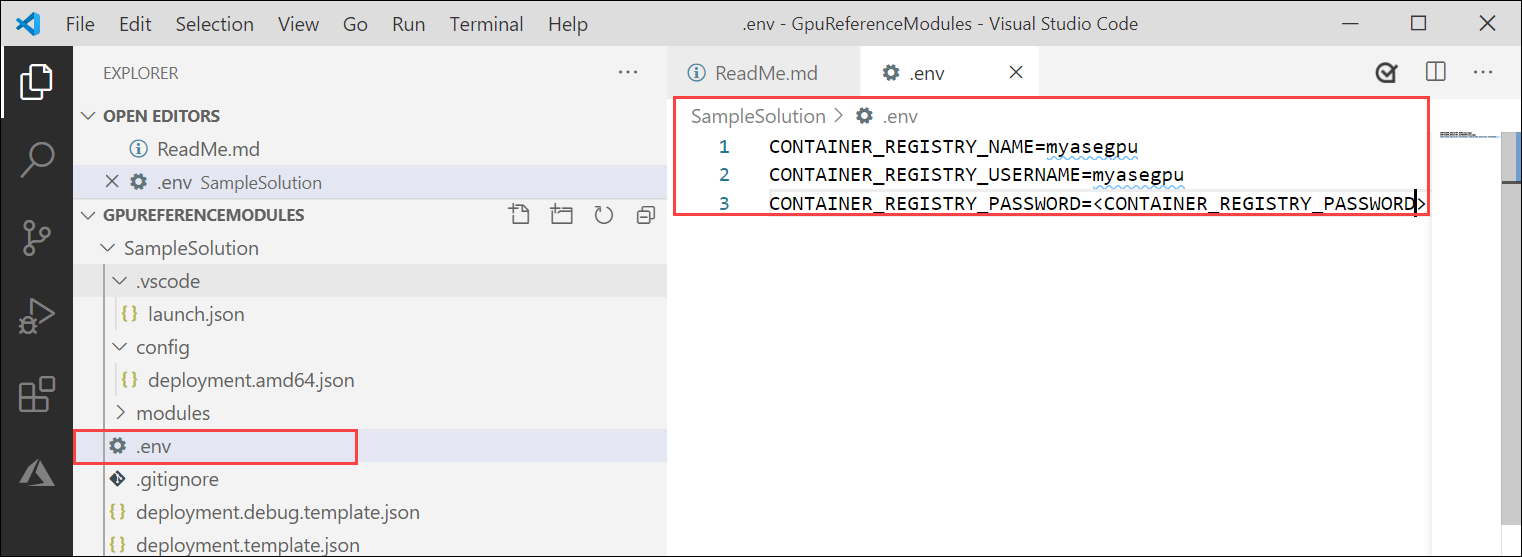 File Edit Selection View Go Run Terminal Help .env - GpuReferenceModules - Visual Studio Code
EXPLORER
OPEN EDITORS
ReadMe.md
.env SampleSolution
GPUREFERENCEMODULES
SampleSolution
.vscode
{} launch.json
config
{} deployment.amd64.json
modules
.env
.gitignore
{} deployment.debug.template.json
{} deployment.template.json
ReadMe.md .env
SampleSolution > .env
1 CONTAINER_REGISTRY_NAME=myasegpu
2 CONTAINER_REGISTRY_USERNAME=myasegpu
3 CONTAINER_REGISTRY_PASSWORD=<CONTAINER_REGISTRY_PASSWORD>